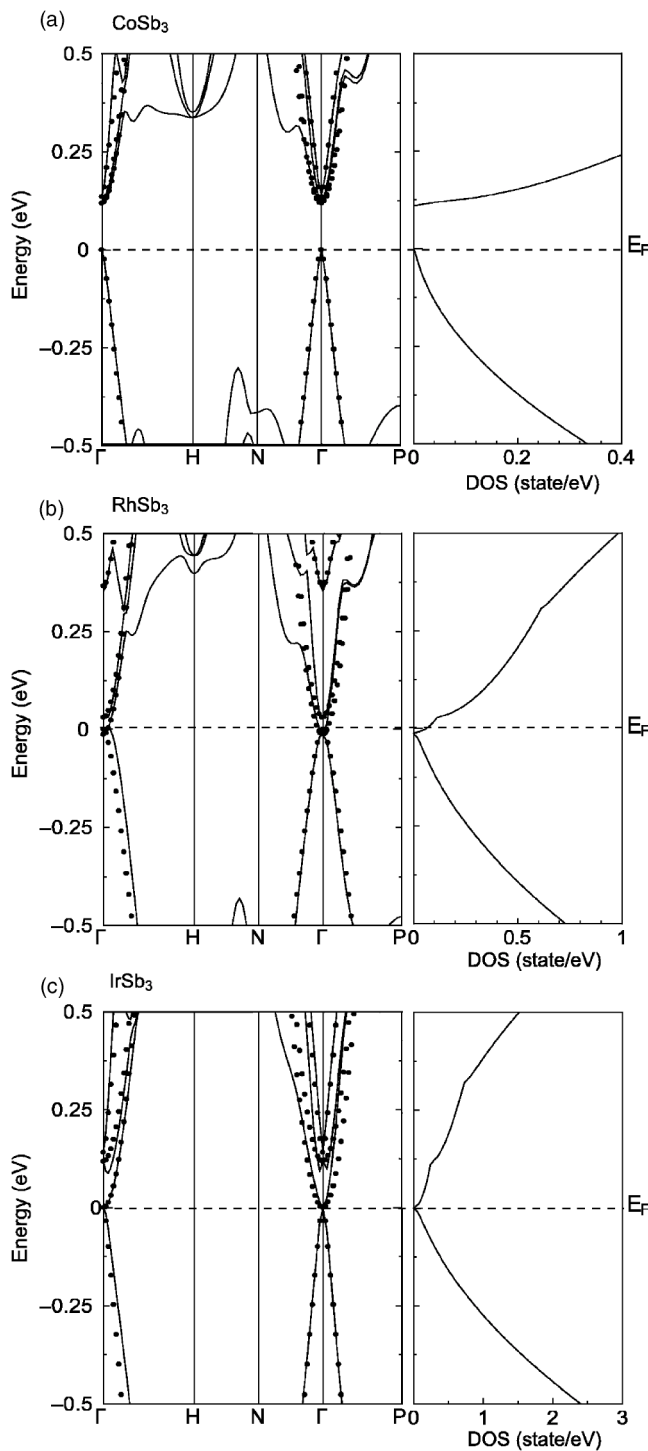 (a)
CoSb3
0.5
0.25
0
–0.25
–0.5
Energy (eV)
Γ H N Γ P
EF
0 0.2 0.4
DOS (state/eV)
(b)
RhSb3
0.5
0.25
0
–0.25
–0.5
Energy (eV)
Γ H N Γ P
EF
0 0.5 1
DOS (state/eV)
(c)
IrSb3
0.5
0.25
0
–0.25
–0.5
Energy (eV)
Γ H N Γ P
EF
0 1 2 3
DOS (state/eV)